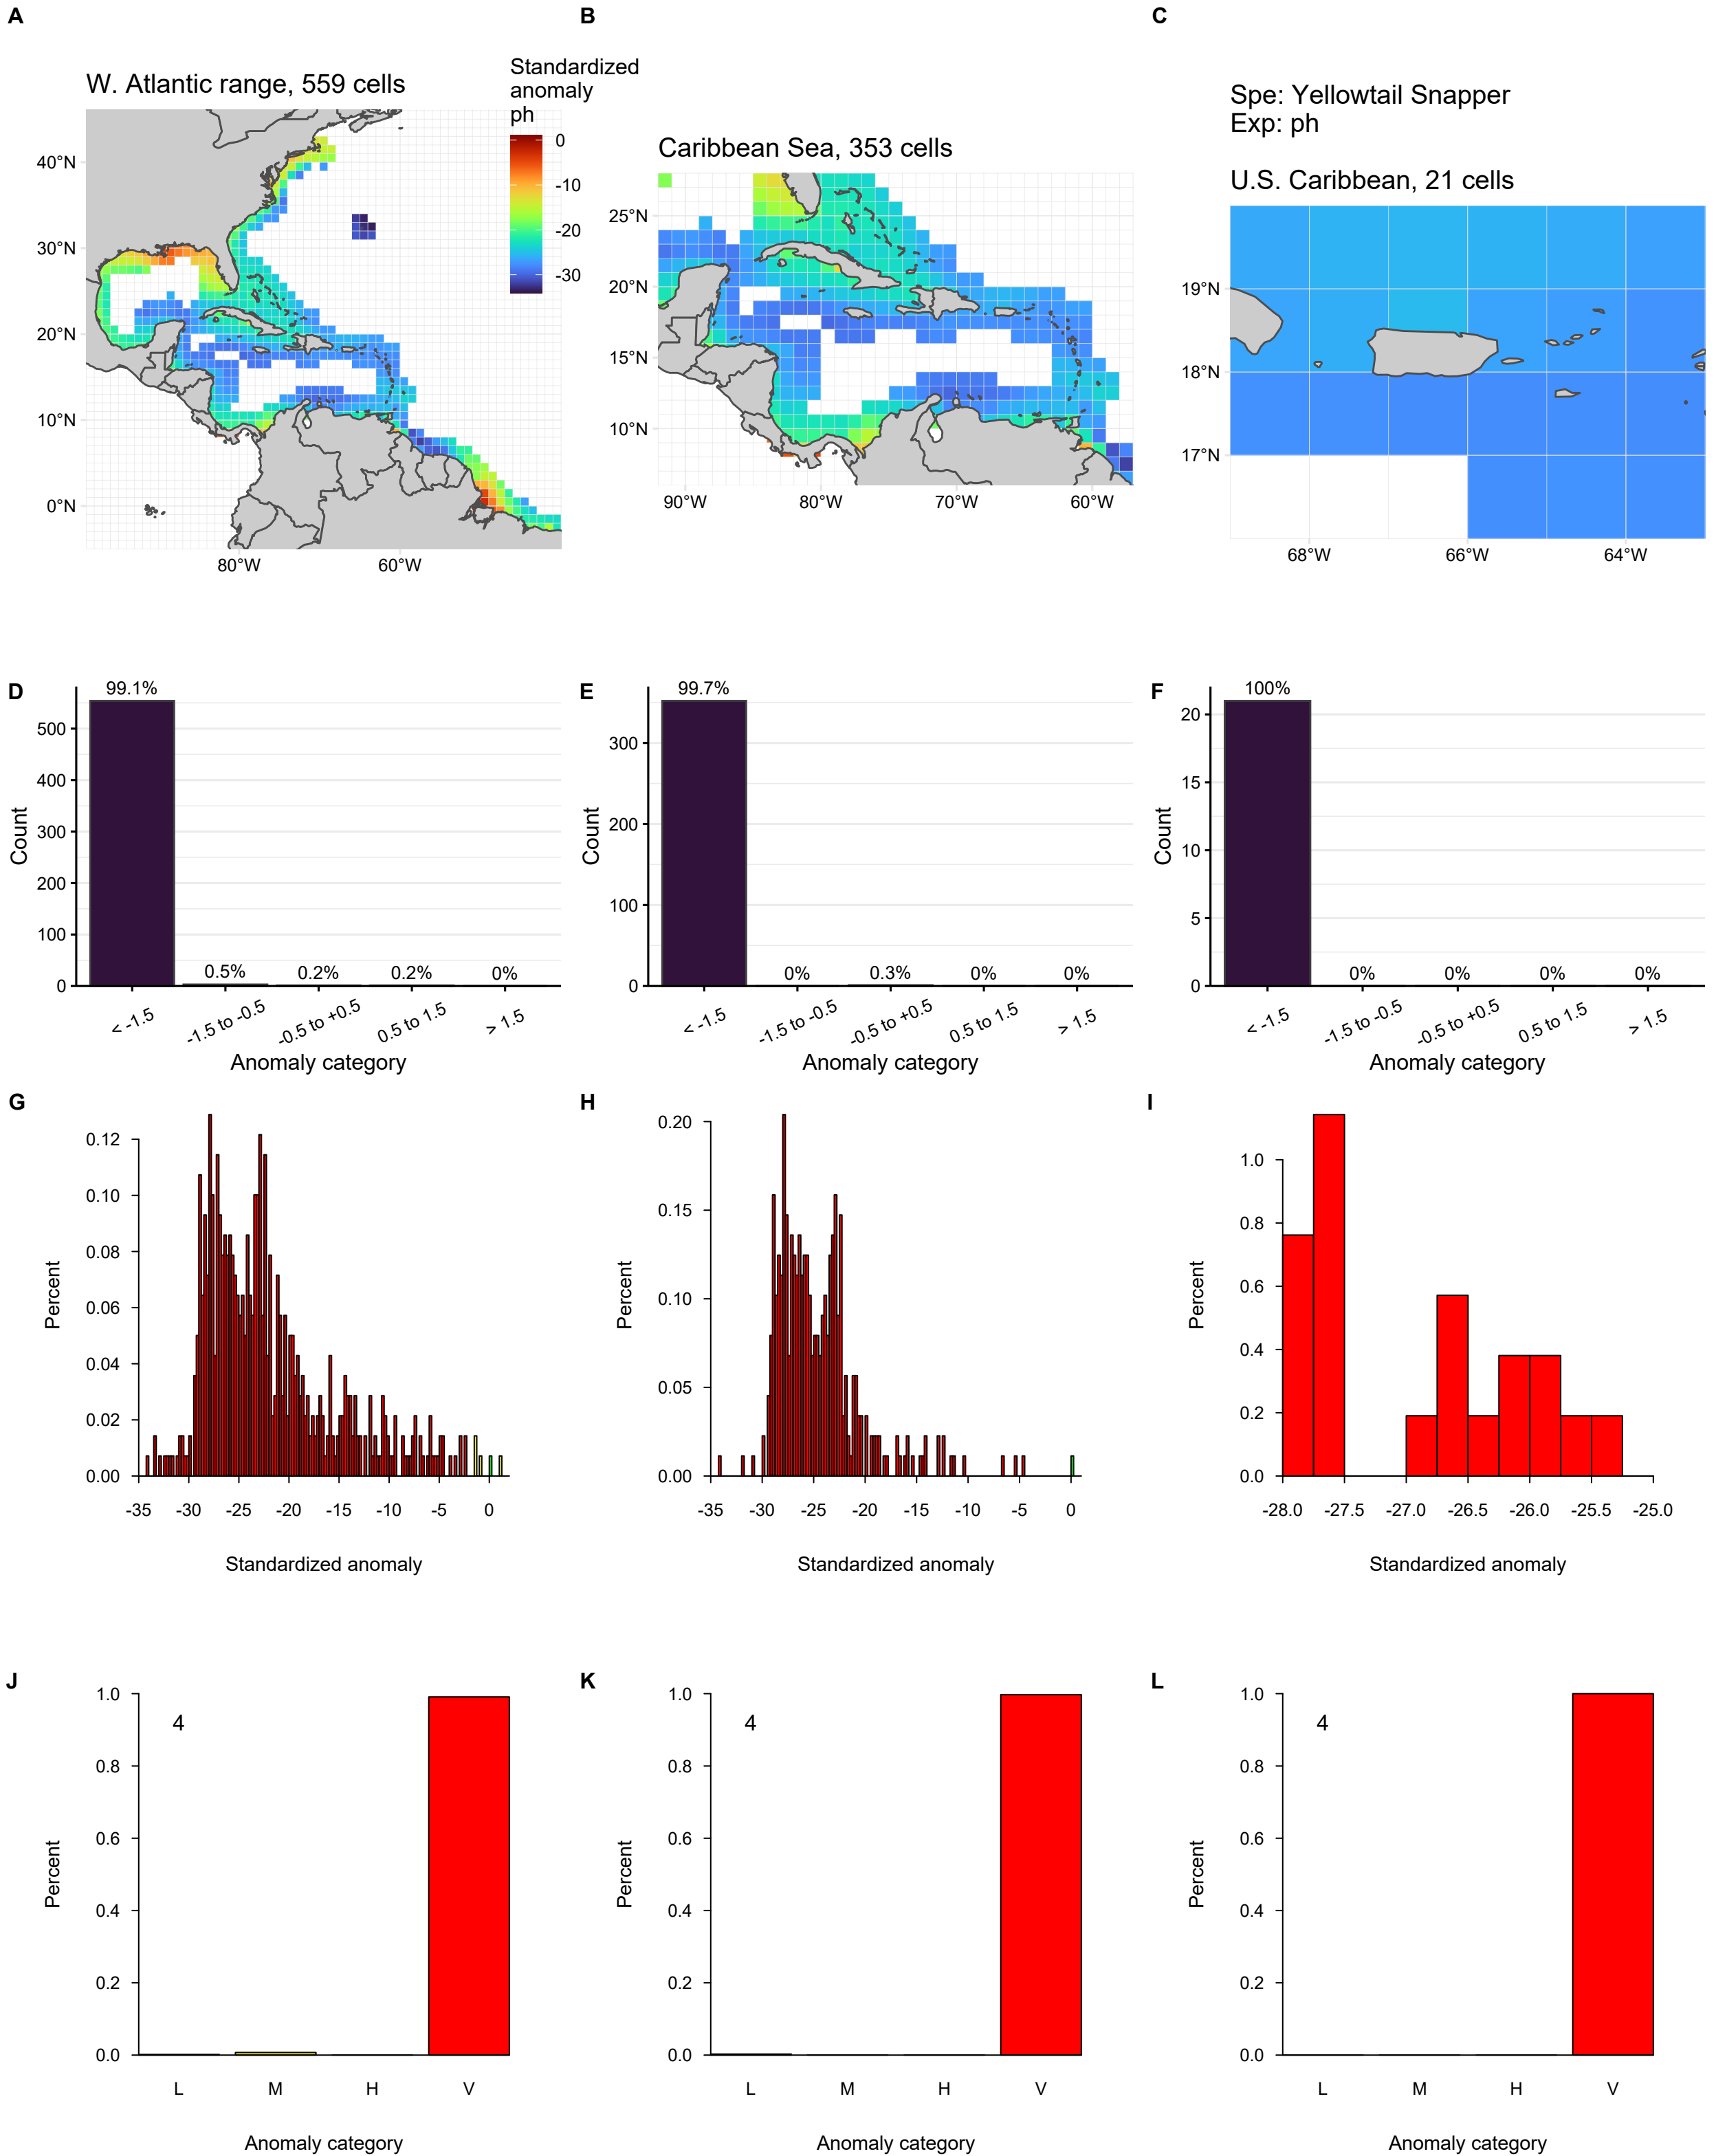 A
B
C
W. Atlantic range, 559 cells
Standardized
anomaly
ph
0
-10
-20
-30
40°N
30°N
20°N
10°N
0°N
80°W
60°W
Caribbean Sea, 353 cells
25°N
20°N
15°N
10°N
90°W
80°W
70°W
60°W
Spe: Yellowtail Snapper
Exp: ph
U.S. Caribbean, 21 cells
19°N
18°N
17°N
68°W
66°W
64°W
D
99.1%
0.5%
0.2%
0.2%
0%
500
400
300
200
100
0
Count
< -1.5
-1.5 to -0.5
-0.5 to +0.5
0.5 to 1.5
> 1.5
Anomaly category
E
99.7%
0%
0.3%
0%
0%
300
200
100
0
Count
< -1.5
-1.5 to -0.5
-0.5 to +0.5
0.5 to 1.5
> 1.5
Anomaly category
F
100%
0%
0%
0%
0%
20
15
10
5
0
Count
< -1.5
-1.5 to -0.5
-0.5 to +0.5
0.5 to 1.5
> 1.5
Anomaly category
G
0.12
0.10
0.08
0.06
0.04
0.02
0.00
Percent
-35
-30
-25
-20
-15
-10
-5
0
Standardized anomaly
H
0.20
0.15
0.10
0.05
0.00
Percent
-35
-30
-25
-20
-15
-10
-5
0
Standardized anomaly
I
1.0
0.8
0.6
0.4
0.2
0.0
Percent
-28.0
-27.5
-27.0
-26.5
-26.0
-25.5
-25.0
Standardized anomaly
J
4
1.0
0.8
0.6
0.4
0.2
0.0
Percent
L
M
H
V
Anomaly category
K
4
1.0
0.8
0.6
0.4
0.2
0.0
Percent
L
M
H
V
Anomaly category
L
4
1.0
0.8
0.6
0.4
0.2
0.0
Percent
L
M
H
V
Anomaly category